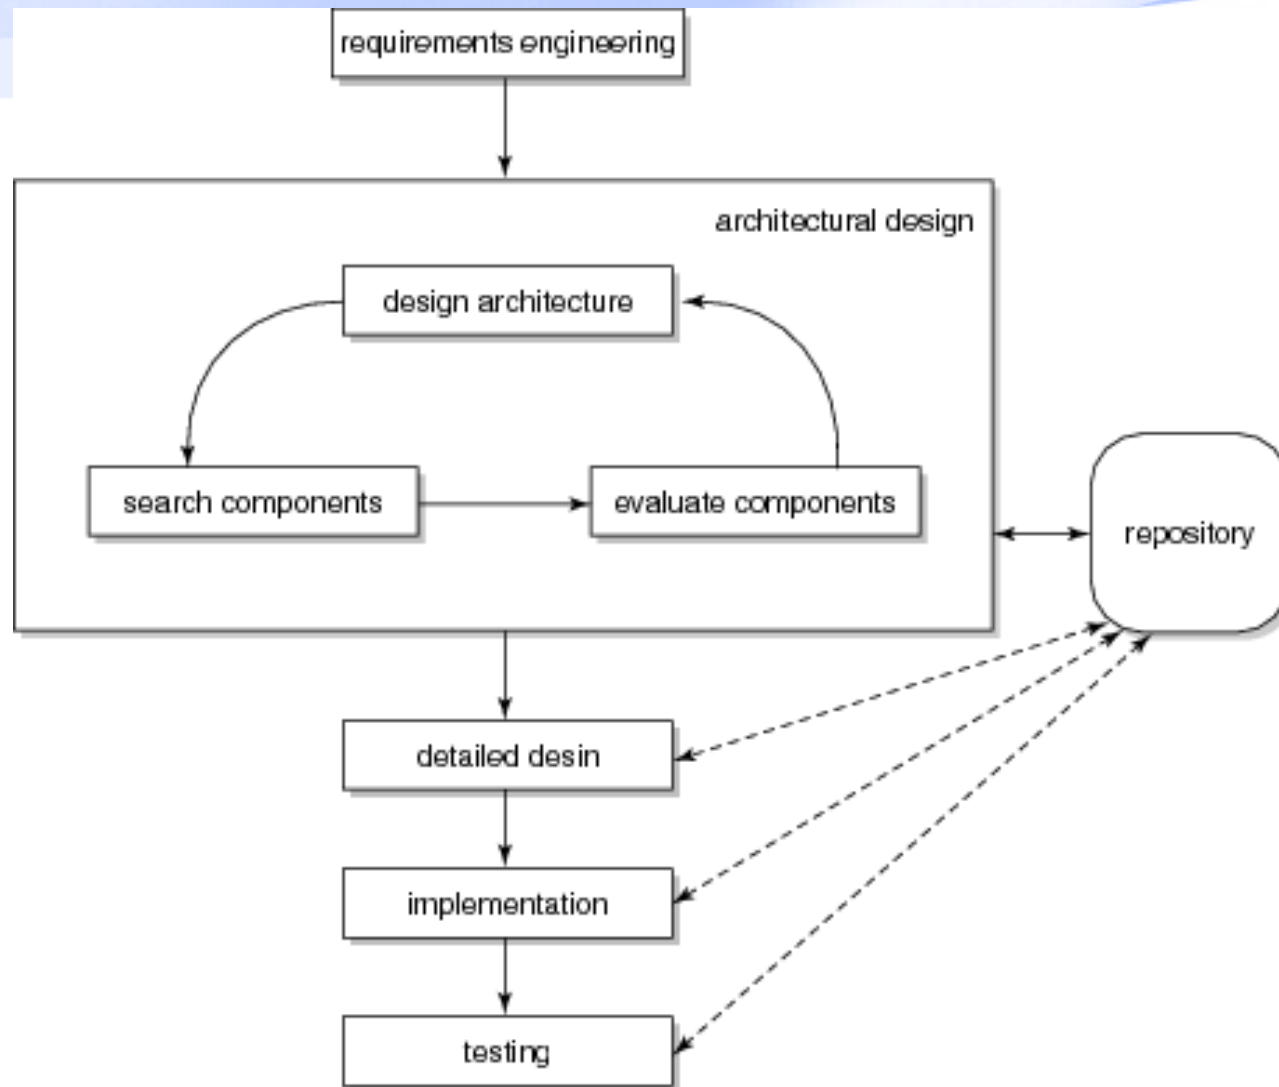 requirements engineering
architectural design
design architecture
search components
evaluate components
repository
detailed desin
implementation
testing